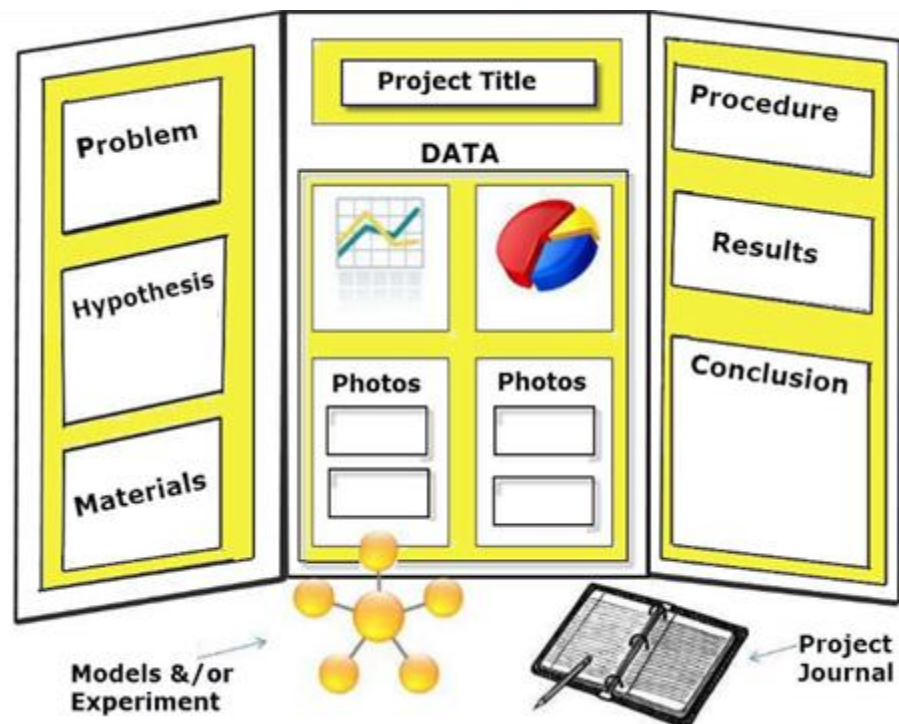 Problem
Hypothesis
Materials
Project Title
DATA
Photos
Photos
Procedure
Results
Conclusion
Models &/or
Experiment
Project
Journal